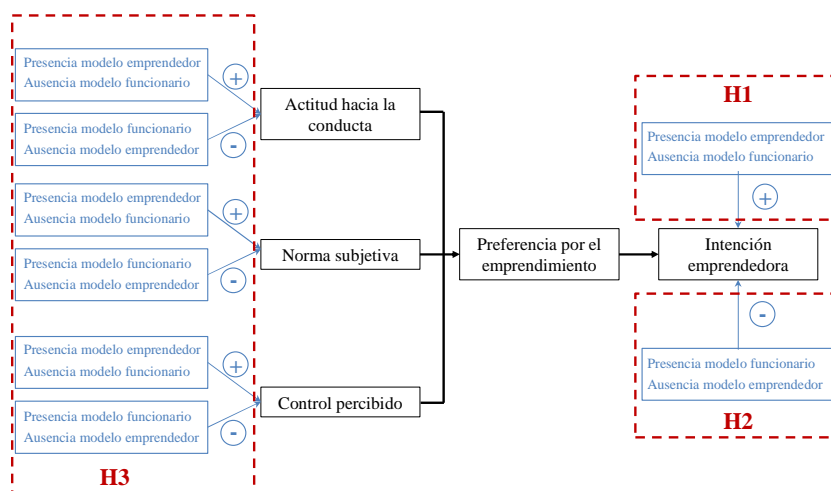 Presencia modelo emprendedor
Ausencia modelo funcionario
+
Presencia modelo funcionario
Ausencia modelo emprendedor
-
Actitud hacia la
conducta
Presencia modelo emprendedor
Ausencia modelo funcionario
+
Presencia modelo funcionario
Ausencia modelo emprendedor
-
Norma subjetiva
Presencia modelo emprendedor
Ausencia modelo funcionario
+
Presencia modelo funcionario
Ausencia modelo emprendedor
-
Control percibido
H3
Preferencia por el
emprendimiento
H1
Presencia modelo emprendedor
Ausencia modelo funcionario
+
Intención
emprendedora
-
Presencia modelo funcionario
Ausencia modelo emprendedor
H2